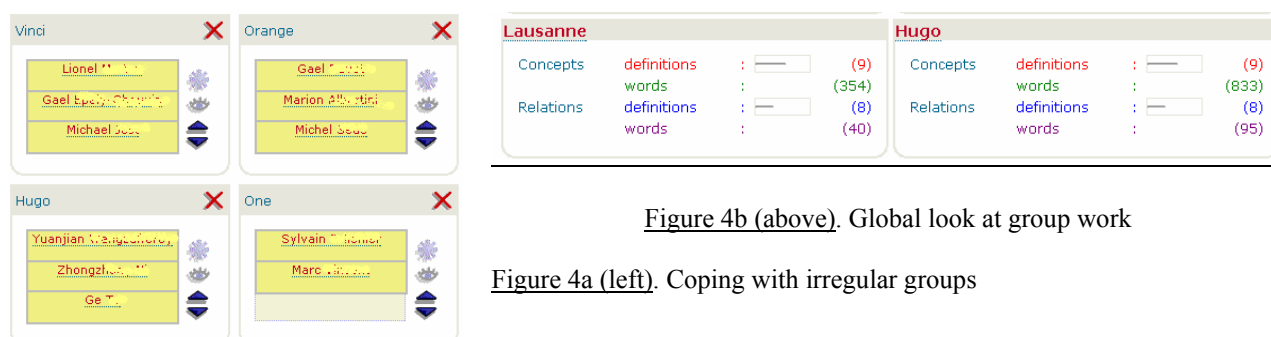 Vinci
Lionel
Gael
Michael
Orange
Gael
Marion
Michel
Hugo
Yuanjian
Ge
One
Sylvain
Marc
Lausanne
Concepts definitions : (9)
words : (354)
Relations definitions : (8)
words : (40)
Hugo
Concepts definitions : (9)
words : (833)
Relations definitions : (8)
words : (95)
Figure 4b (above). Global look at group work
Figure 4a (left). Coping with irregular groups